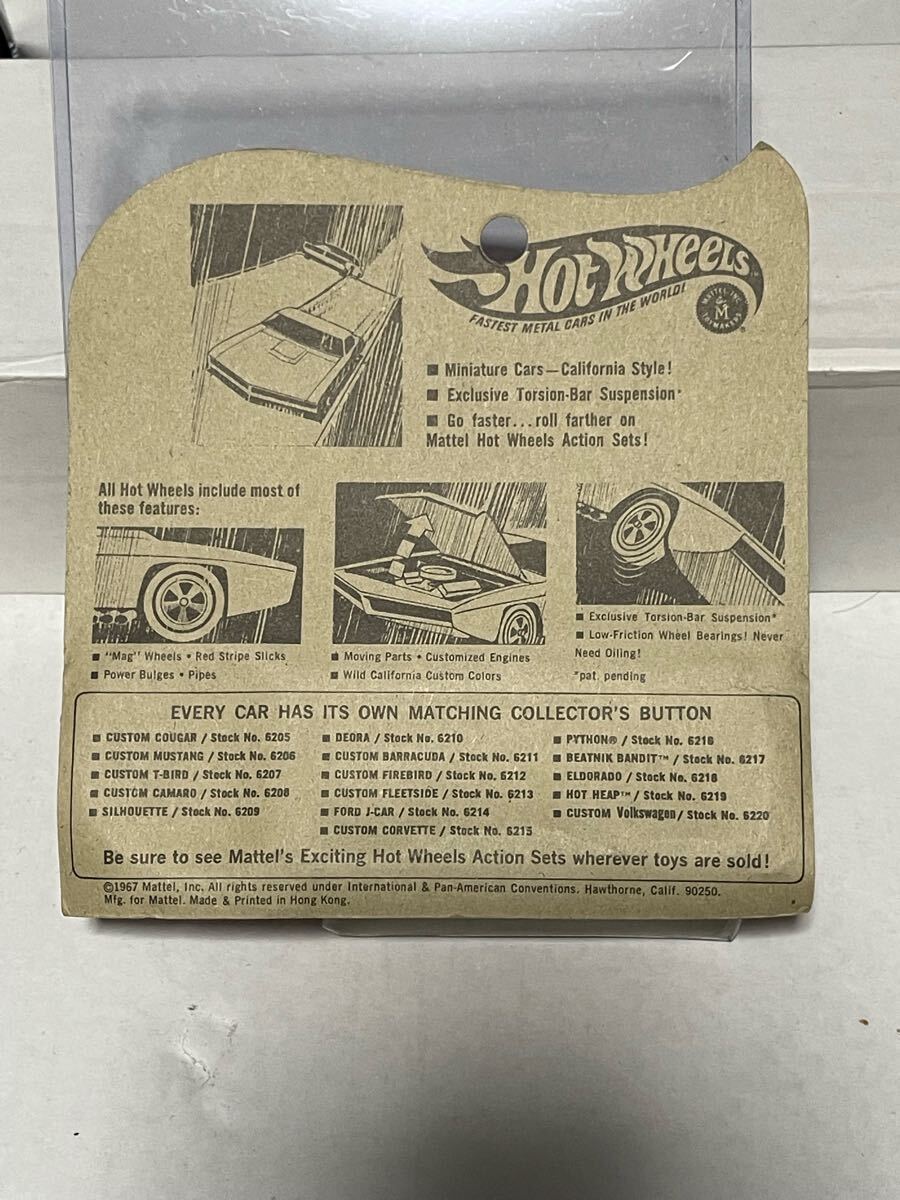 Hot Wheels™
FASTEST METAL CARS IN THE WORLD!
MATTEL, INC.
M
TOYMAKERS
®
■ Miniature Cars—California Style!
■ Exclusive Torsion-Bar Suspension*
■ Go faster...roll farther on
Mattel Hot Wheels Action Sets!
All Hot Wheels include most of
these features:
■ "Mag" Wheels • Red Stripe Slicks
■ Power Bulges • Pipes
■ Moving Parts • Customized Engines
■ Wild California Custom Colors
■ Exclusive Torsion-Bar Suspension*
■ Low-Friction Wheel Bearings! Never
Need Oiling!
*pat. pending
EVERY CAR HAS ITS OWN MATCHING COLLECTOR'S BUTTON
■ CUSTOM COUGAR / Stock No. 6205
■ CUSTOM MUSTANG / Stock No. 6206
■ CUSTOM T-BIRD / Stock No. 6207
■ CUSTOM CAMARO / Stock No. 6208
■ SILHOUETTE / Stock No. 6209
■ DEORA / Stock No. 6210
■ CUSTOM BARRACUDA / Stock No. 6211
■ CUSTOM FIREBIRD / Stock No. 6212
■ CUSTOM FLEETSIDE / Stock No. 6213
■ FORD J-CAR / Stock No. 6214
■ CUSTOM CORVETTE / Stock No. 6215
■ PYTHON® / Stock No. 6216
■ BEATNIK BANDIT™ / Stock No. 6217
■ ELDORADO / Stock No. 6218
■ HOT HEAP™ / Stock No. 6219
■ CUSTOM Volkswagen / Stock No. 6220
Be sure to see Mattel's Exciting Hot Wheels Action Sets wherever toys are sold!
©1967 Mattel, Inc. All rights reserved under International & Pan-American Conventions. Hawthorne, Calif. 90250.
Mfg. for Mattel. Made & Printed in Hong Kong.